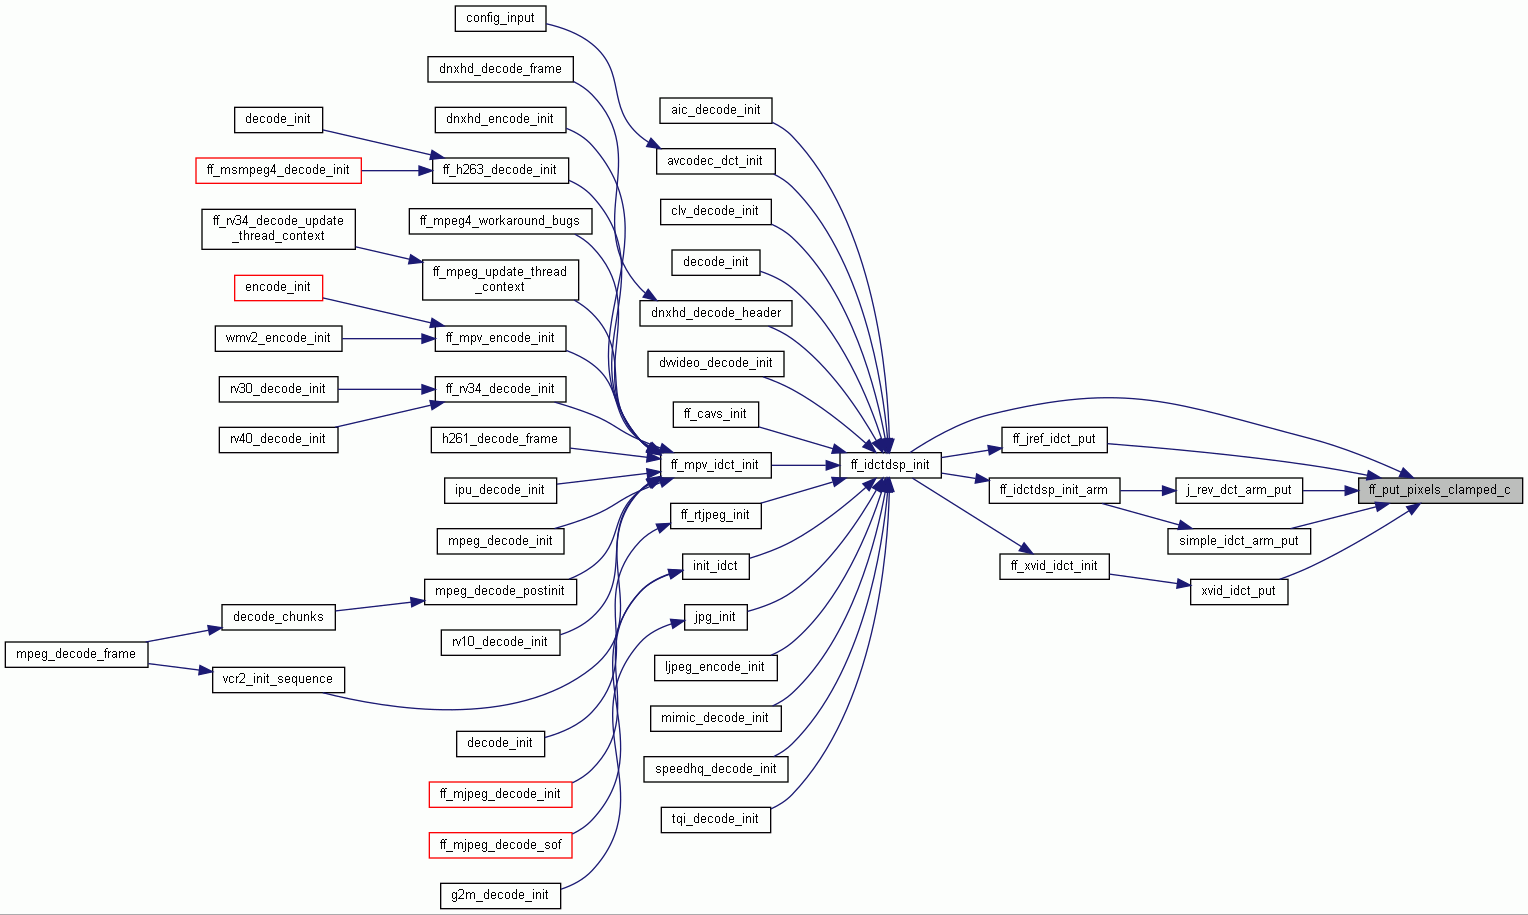 config_input
dnxhd_decode_frame
aic_decode_init
decode_init
dnxhd_encode_init
avcodec_dct_init
ff_msmpeg4_decode_init
ff_h263_decode_init
clv_decode_init
ff_rv34_decode_update
_thread_context
ff_mpeg4_workaround_bugs
decode_init
ff_mpeg_update_thread
_context
encode_init
dnxhd_decode_header
wmv2_encode_init
ff_mpv_encode_init
dvvideo_decode_init
rv30_decode_init
ff_rv34_decode_init
ff_cavs_init
rv40_decode_init
h261_decode_frame
ff_jref_idct_put
ff_mpv_idct_init
ff_idctdsp_init
ipu_decode_init
ff_idctdsp_init_arm
j_rev_dct_arm_put
ff_put_pixels_clamped_c
ff_rtjpeg_init
mpeg_decode_init
simple_idct_arm_put
init_idct
ff_xvid_idct_init
mpeg_decode_postinit
xvid_idct_put
decode_chunks
jpg_init
rv10_decode_init
mpeg_decode_frame
ljpeg_encode_init
vcr2_init_sequence
mimic_decode_init
decode_init
speedhq_decode_init
ff_mjpeg_decode_init
tqi_decode_init
ff_mjpeg_decode_sof
g2m_decode_init